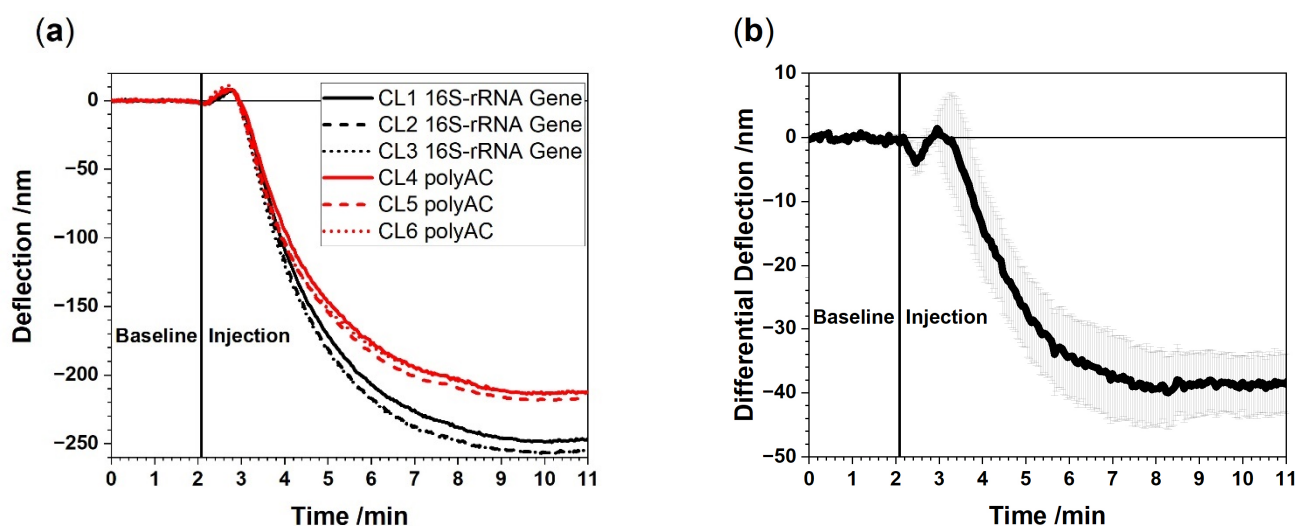 (a)
Deflection /nm
0
−50
−100
−150
−200
−250
CL1 16S-rRNA Gene
CL2 16S-rRNA Gene
CL3 16S-rRNA Gene
CL4 polyAC
CL5 polyAC
CL6 polyAC
Baseline
Injection
0 1 2 3 4 5 6 7 8 9 10 11
Time /min
(b)
Differential Deflection /nm
10
0
−10
−20
−30
−40
−50
Baseline
Injection
0 1 2 3 4 5 6 7 8 9 10 11
Time /min